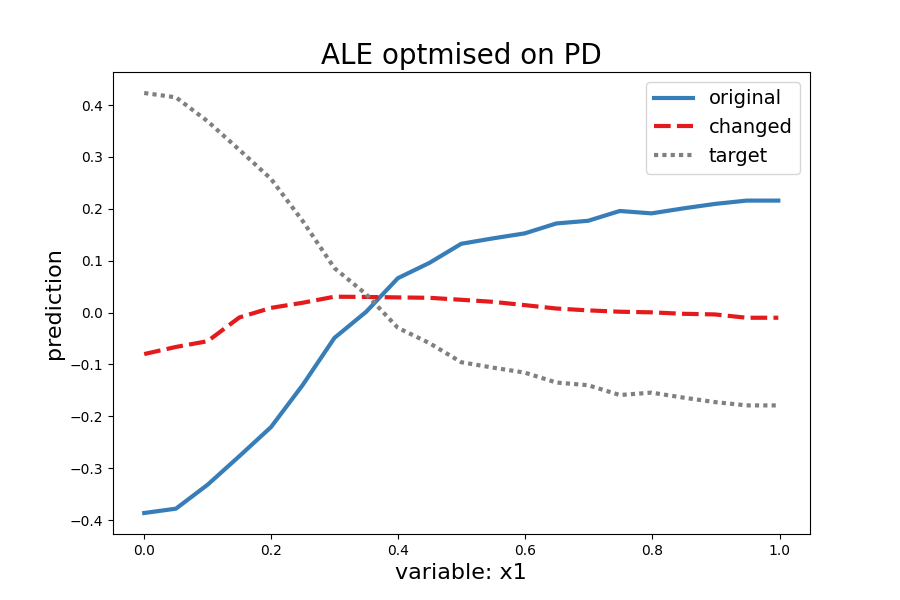 ALE optmised on PD
original
changed
target
prediction
0.4
0.3
0.2
0.1
0.0
−0.1
−0.2
−0.3
−0.4
0.0 0.2 0.4 0.6 0.8 1.0
variable: x1